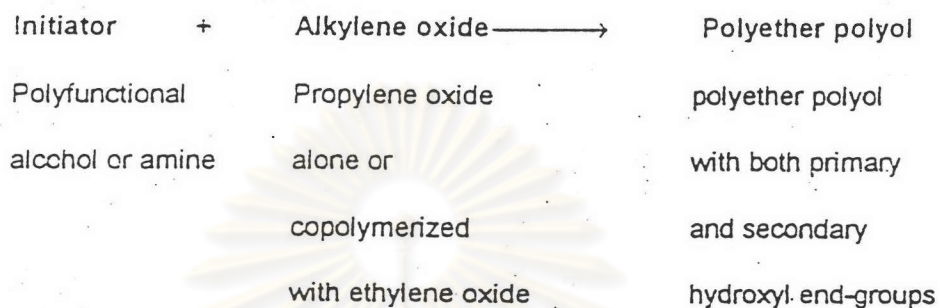 Initiator + Alkylene oxide ⟶ Polyether polyol
Polyfunctional Propylene oxide polyether polyol
alcohol or amine alone or with both primary
copolymerized and secondary
with ethylene oxide hydroxyl end-groups